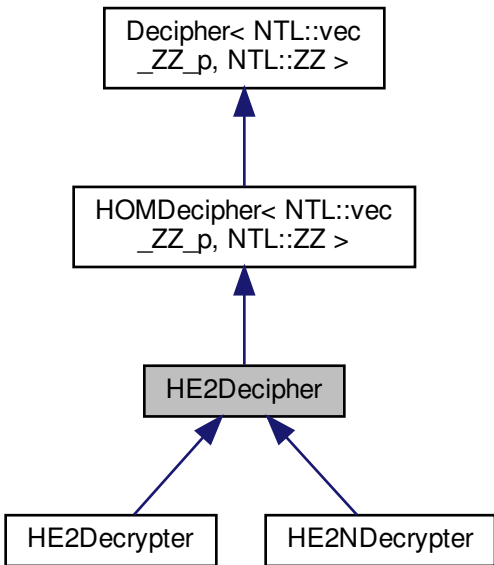 Decipher< NTL::vec
_ZZ_p, NTL::ZZ >
HOMDecipher< NTL::vec
_ZZ_p, NTL::ZZ >
HE2Decipher
HE2Decrypter
HE2NDecrypter